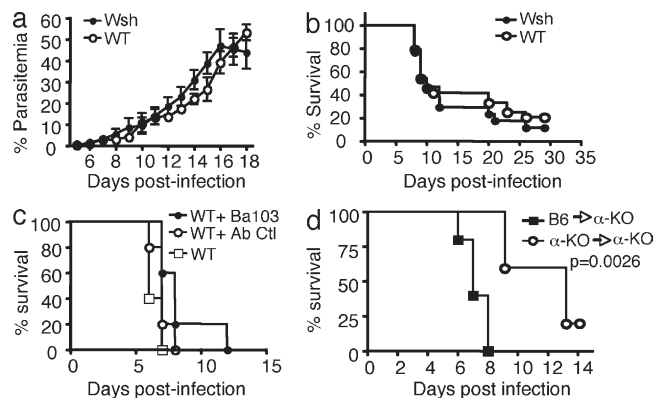 a
Wsh
WT
% Parasitemia
60
50
40
30
20
10
0
6 8 10 12 14 16 18
Days post-infection
b
Wsh
WT
% Survival
100
80
60
40
20
0
0 5 10 15 20 25 30 35
Days post-infection
c
WT+ Ba103
WT+ Ab Ctl
WT
% survival
100
80
60
40
20
0
0 5 10 15
Days post-infection
d
B6 → α-KO
α-KO → α-KO
p=0.0026
% survival
100
75
50
25
0 2 4 6 8 10 12 14
Days post infection